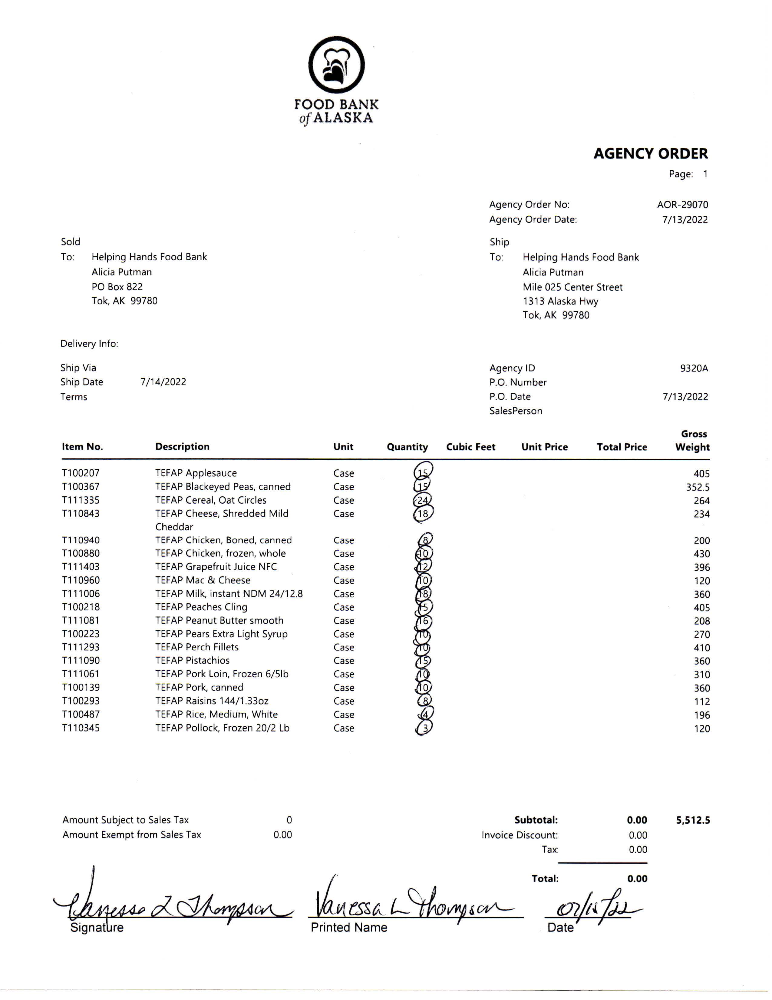 FOOD BANK
of ALASKA
AGENCY ORDER
Page: 1
Agency Order No: AOR-29070
Agency Order Date: 7/13/2022
Sold
To: Helping Hands Food Bank
Alicia Putman
PO Box 822
Tok, AK 99780
Ship
To: Helping Hands Food Bank
Alicia Putman
Mile 025 Center Street
1313 Alaska Hwy
Tok, AK 99780
Delivery Info:
Ship Via
Ship Date 7/14/2022
Terms
Agency ID 9320A
P.O. Number
P.O. Date 7/13/2022
SalesPerson
Item No. Description Unit Quantity Cubic Feet Unit Price Total Price Gross Weight
T100207 TEFAP Applesauce Case 15 405
T100367 TEFAP Blackeyed Peas, canned Case 15 352.5
T111335 TEFAP Cereal, Oat Circles Case 24 264
T110843 TEFAP Cheese, Shredded Mild Case 18 234
Cheddar
T110940 TEFAP Chicken, Boned, canned Case 8 200
T100880 TEFAP Chicken, frozen, whole Case 10 430
T111403 TEFAP Grapefruit Juice NFC Case 12 396
T110960 TEFAP Mac & Cheese Case 10 120
T111006 TEFAP Milk, instant NDM 24/12.8 Case 18 360
T100218 TEFAP Peaches Cling Case 15 405
T111081 TEFAP Peanut Butter smooth Case 16 208
T100223 TEFAP Pears Extra Light Syrup Case 10 270
T111293 TEFAP Perch Fillets Case 10 410
T111090 TEFAP Pistachios Case 15 360
T111061 TEFAP Pork Loin, Frozen 6/5lb Case 10 310
T100139 TEFAP Pork, canned Case 10 360
T100293 TEFAP Raisins 144/1.33oz Case 8 112
T100487 TEFAP Rice, Medium, White Case 4 196
T110345 TEFAP Pollock, Frozen 20/2 Lb Case 3 120
Amount Subject to Sales Tax 0
Amount Exempt from Sales Tax 0.00
Subtotal: 0.00 5,512.5
Invoice Discount: 0.00
Tax: 0.00
Total: 0.00
Vanessa L Thompson Vanessa L Thompson 07/15/22
Signature Printed Name Date